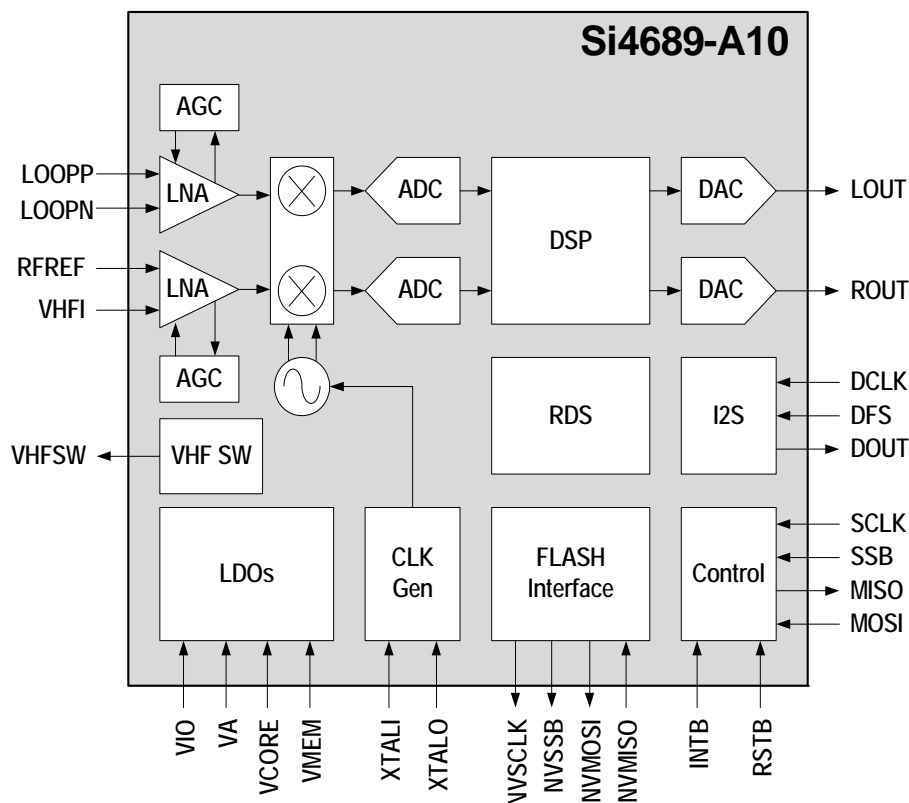 Si4689-A10
AGC
LOOPP
LNA
LOOPN
ADC
DSP
DAC
LOUT
RFREF
LNA
VHFI
ADC
DAC
ROUT
AGC
RDS
I2S
DCLK
DFS
DOUT
VHFSW
VHF SW
LDOs
CLK
Gen
FLASH
Interface
Control
SCLK
SSB
MISO
MOSI
VIO
VA
VCORE
VMEM
XTALI
XTALO
NVSCLK
NVSSB
NVMOSI
NVMISO
INTB
RSTB